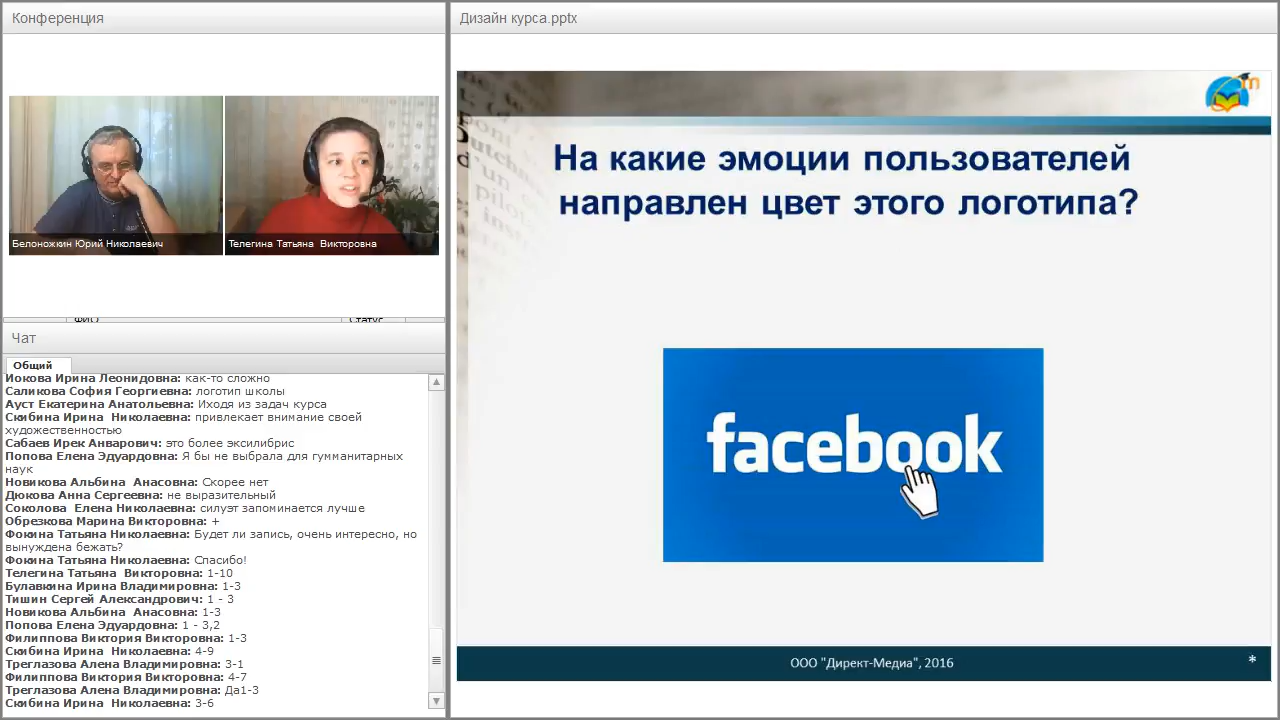 Конференция
Белоножкин Юрий Николаевич
Телегина Татьяна  Викторовна
ФИО
Статус
Чат
Общий
Иокова Ирина Леонидовна: как-то сложно
Саликова София Георгиевна: логотип школы
Ауст Екатерина Анатольевна: Иходя из задач курса
Скибина Ирина  Николаевна: привлекает внимание своей
художественностью
Сабаев Ирек Анварович: это более эксилибрис
Попова Елена Эдуардовна: Я бы не выбрала для гумманитарных
наук
Новикова Альбина  Анасовна: Скорее нет
Дюкова Анна Сергеевна: не выразительный
Соколова  Елена Николаевна: силуэт запоминается лучше
Обрезкова Марина Викторовна: +
Фокина Татьяна Николаевна: Будет ли запись, очень интересно, но
вынуждена бежать?
Фокина Татьяна Николаевна: Спасибо!
Телегина Татьяна  Викторовна: 1-10
Булавкина Ирина Владимировна: 1-3
Тишин Сергей Александрович: 1 - 3
Новикова Альбина  Анасовна: 1-3
Попова Елена Эдуардовна: 1 - 3,2
Филиппова Виктория Викторовна: 1-3
Скибина Ирина  Николаевна: 4-9
Треглазова Алена Владимировна: 3-1
Филиппова Виктория Викторовна: 4-7
Треглазова Алена Владимировна: Да1-3
Скибина Ирина  Николаевна: 3-6
Дизайн курса.pptx
На какие эмоции пользователей
направлен цвет этого логотипа?
facebook
ООО "Директ-Медиа", 2016
*